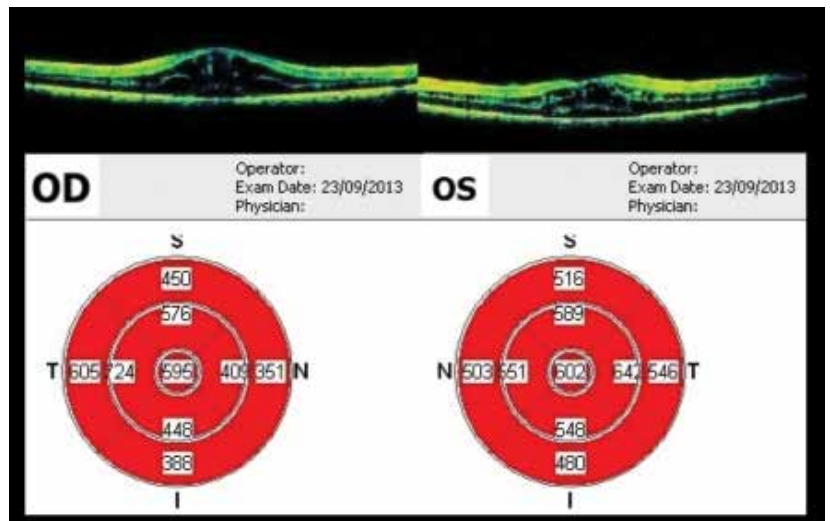 OD
Operator:
Exam Date: 23/09/2013
Physician:
OS
Operator:
Exam Date: 23/09/2013
Physician:
S
450
576
T 605 724 595 409 351 N
448
388
I
S
516
589
N 503 551 602 642 546 T
548
480
I